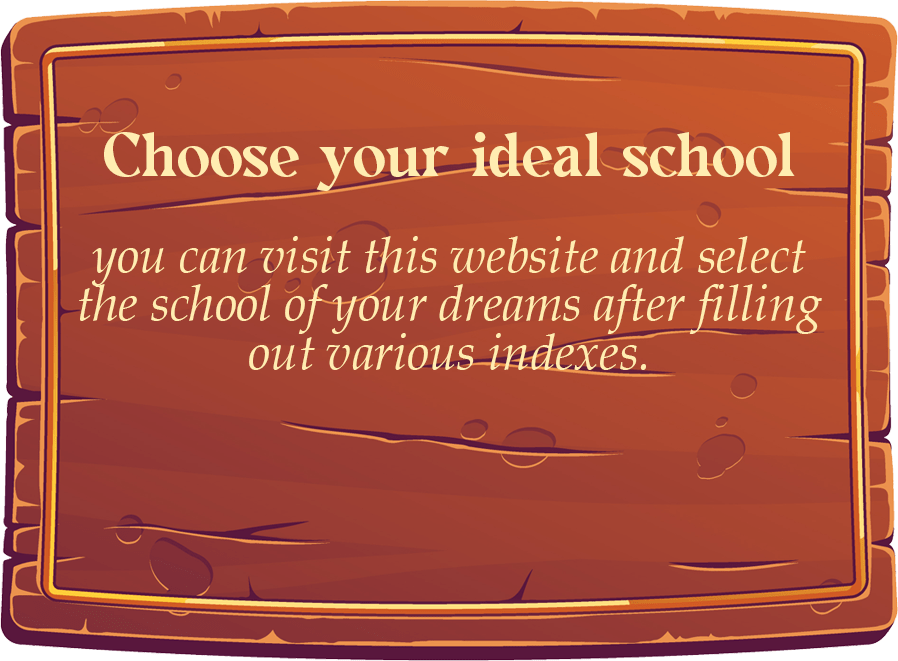 Choose your ideal school
you can visit this website and select
the school of your dreams after filling
out various indexes.